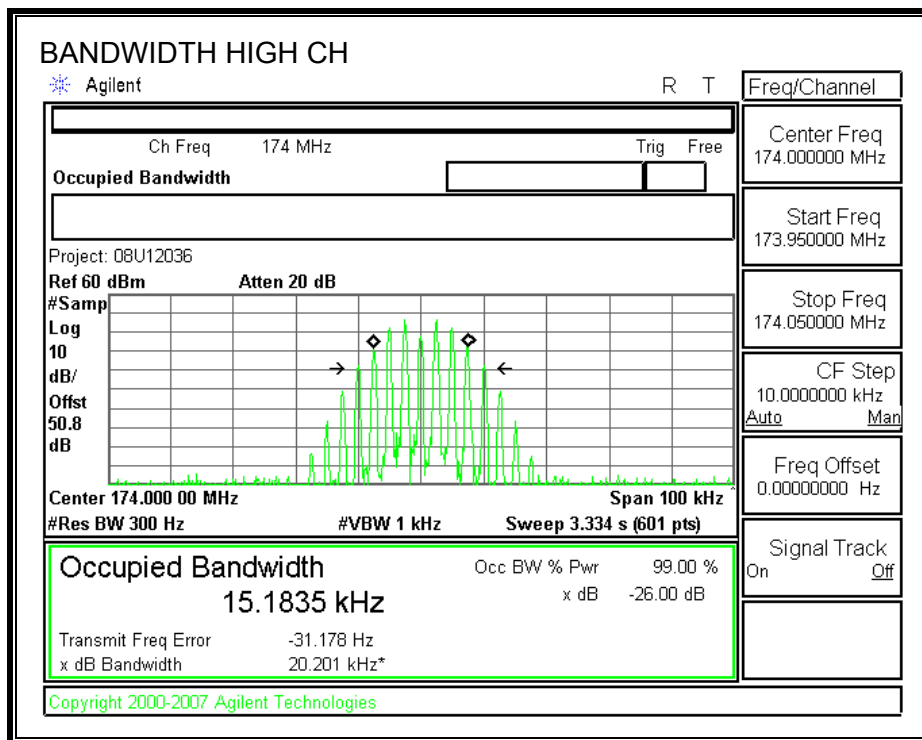 BANDWIDTH HIGH CH
Agilent R T
Ch Freq 174 MHz Trig Free
Occupied Bandwidth
Project: 08U12036
Ref 60 dBm Atten 20 dB
#Samp
Log
10
dB/
Offst
50.8
dB
Center 174.000 00 MHz Span 100 kHz
#Res BW 300 Hz #VBW 1 kHz Sweep 3.334 s (601 pts)
Occupied Bandwidth Occ BW % Pwr 99.00 %
15.1835 kHz x dB -26.00 dB
Transmit Freq Error -31.178 Hz
x dB Bandwidth 20.201 kHz*
Copyright 2000-2007 Agilent Technologies
Freq/Channel
Center Freq
174.000000 MHz
Start Freq
173.950000 MHz
Stop Freq
174.050000 MHz
CF Step
10.0000000 kHz
Auto Man
Freq Offset
0.00000000 Hz
Signal Track
On Off